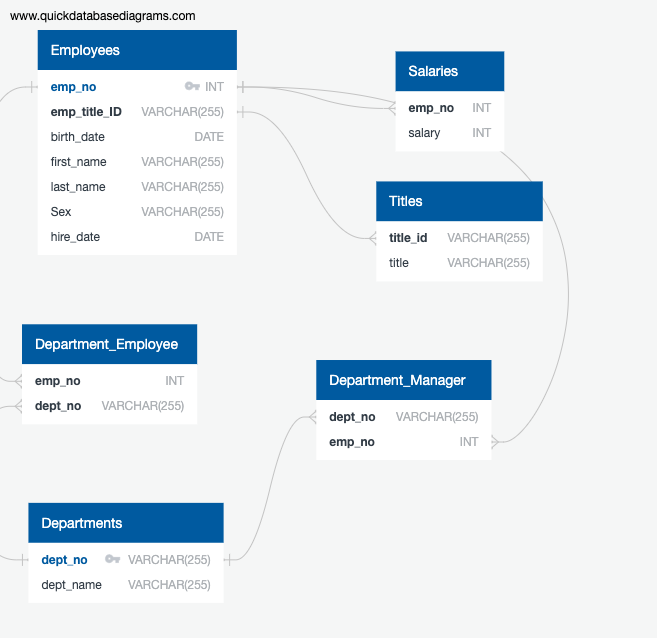 www.quickdatabasediagrams.com
Employees
emp_no INT
emp_title_ID VARCHAR(255)
birth_date DATE
first_name VARCHAR(255)
last_name VARCHAR(255)
Sex VARCHAR(255)
hire_date DATE
Salaries
emp_no INT
salary INT
Titles
title_id VARCHAR(255)
title VARCHAR(255)
Department_Employee
emp_no INT
dept_no VARCHAR(255)
Department_Manager
dept_no VARCHAR(255)
emp_no INT
Departments
dept_no VARCHAR(255)
dept_name VARCHAR(255)